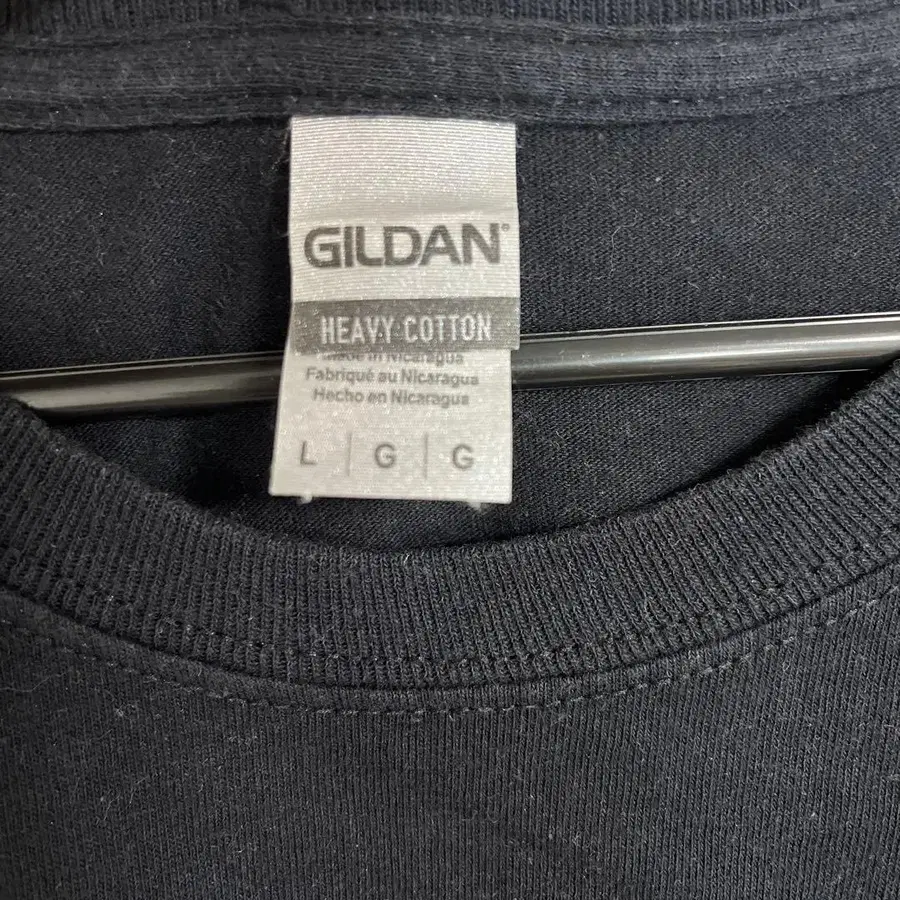 GILDAN®
HEAVY COTTON
Made in Nicaragua
Fabriqué au Nicaragua
Hecho en Nicaragua
L | G | G